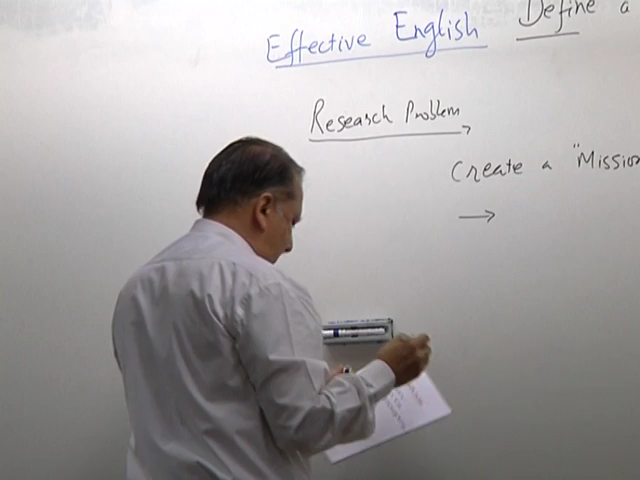 Effective English Define a
Research Problem
Create a "Mission